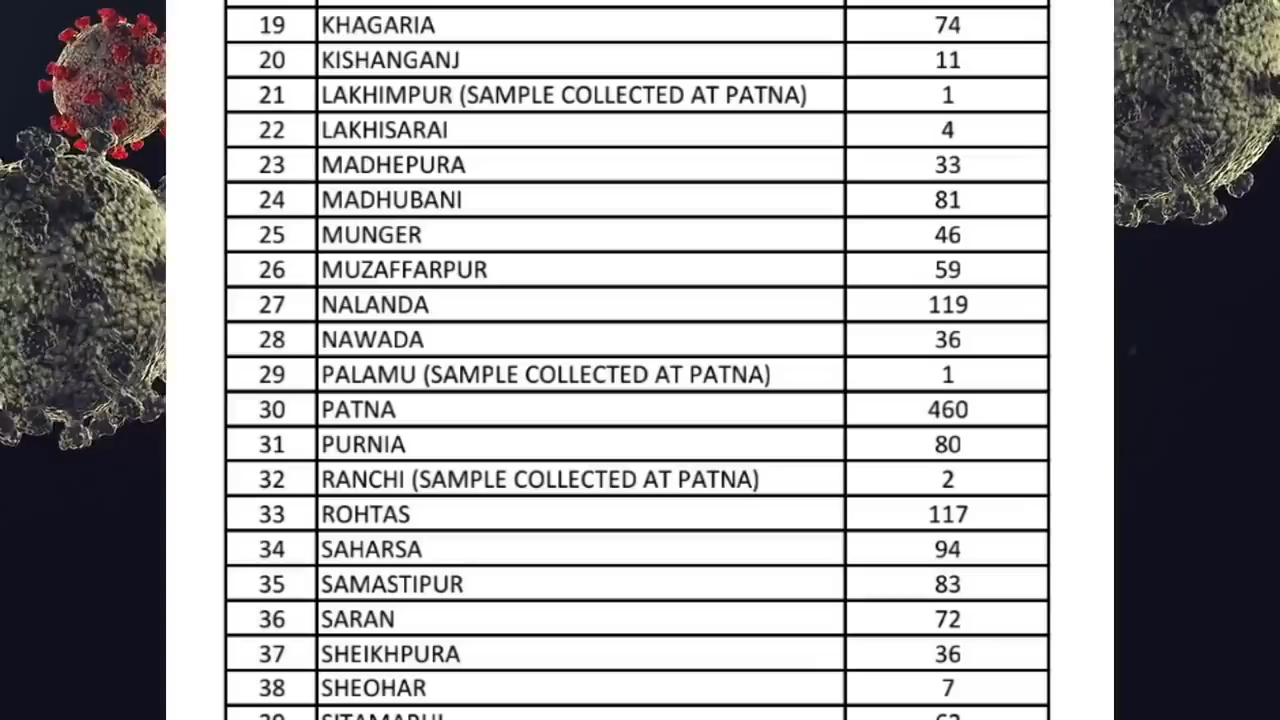 19 KHAGARIA 74
20 KISHANGANJ 11
21 LAKHIMPUR (SAMPLE COLLECTED AT PATNA) 1
22 LAKHISARAI 4
23 MADHEPURA 33
24 MADHUBANI 81
25 MUNGER 46
26 MUZAFFARPUR 59
27 NALANDA 119
28 NAWADA 36
29 PALAMU (SAMPLE COLLECTED AT PATNA) 1
30 PATNA 460
31 PURNIA 80
32 RANCHI (SAMPLE COLLECTED AT PATNA) 2
33 ROHTAS 117
34 SAHARSA 94
35 SAMASTIPUR 83
36 SARAN 72
37 SHEIKHPURA 36
38 SHEOHAR 7